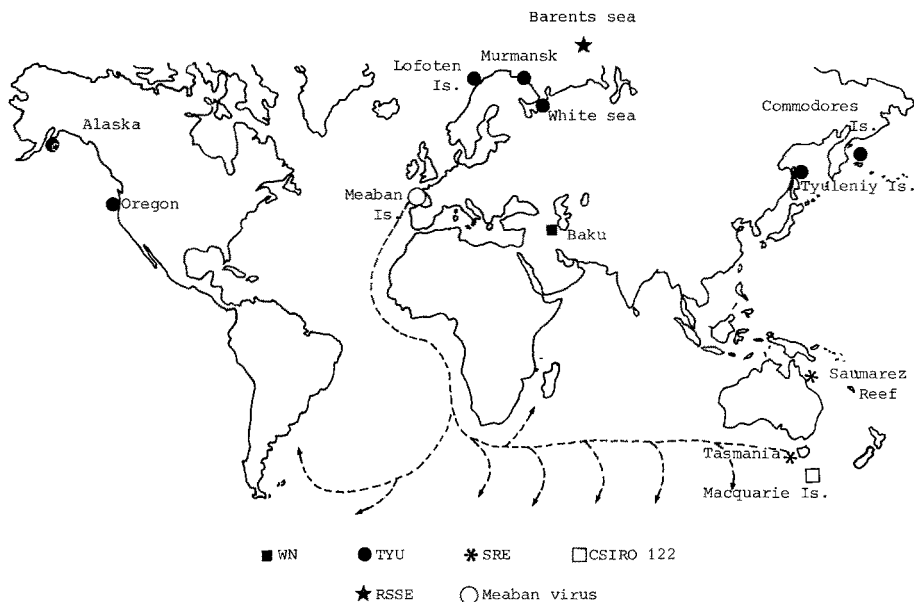 Barents sea
Murmansk
Lofoten
Is.
White sea
Commodores
Is.
Alaska
Tyuleniy Is.
Meaban
Is.
Oregon
Baku
Saumarez
Reef
Tasmania
Macquarie Is.
WN
TYU
SRE
CSIRO 122
RSSE
Meaban virus